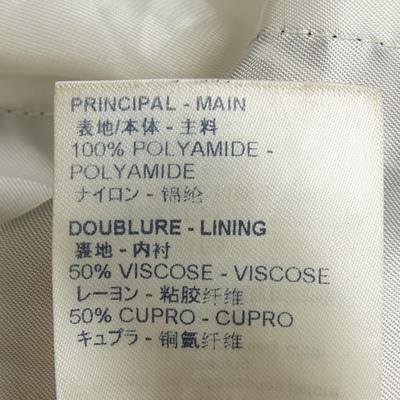 PRINCIPAL - MAIN
表地/本体 - 主料
100% POLYAMIDE -
POLYAMIDE
ナイロン - 锦纶
DOUBLURE - LINING
裏地 - 内衬
50% VISCOSE - VISCOSE
レーヨン - 粘胶纤维
50% CUPRO - CUPRO
キュプラ - 铜氨纤维